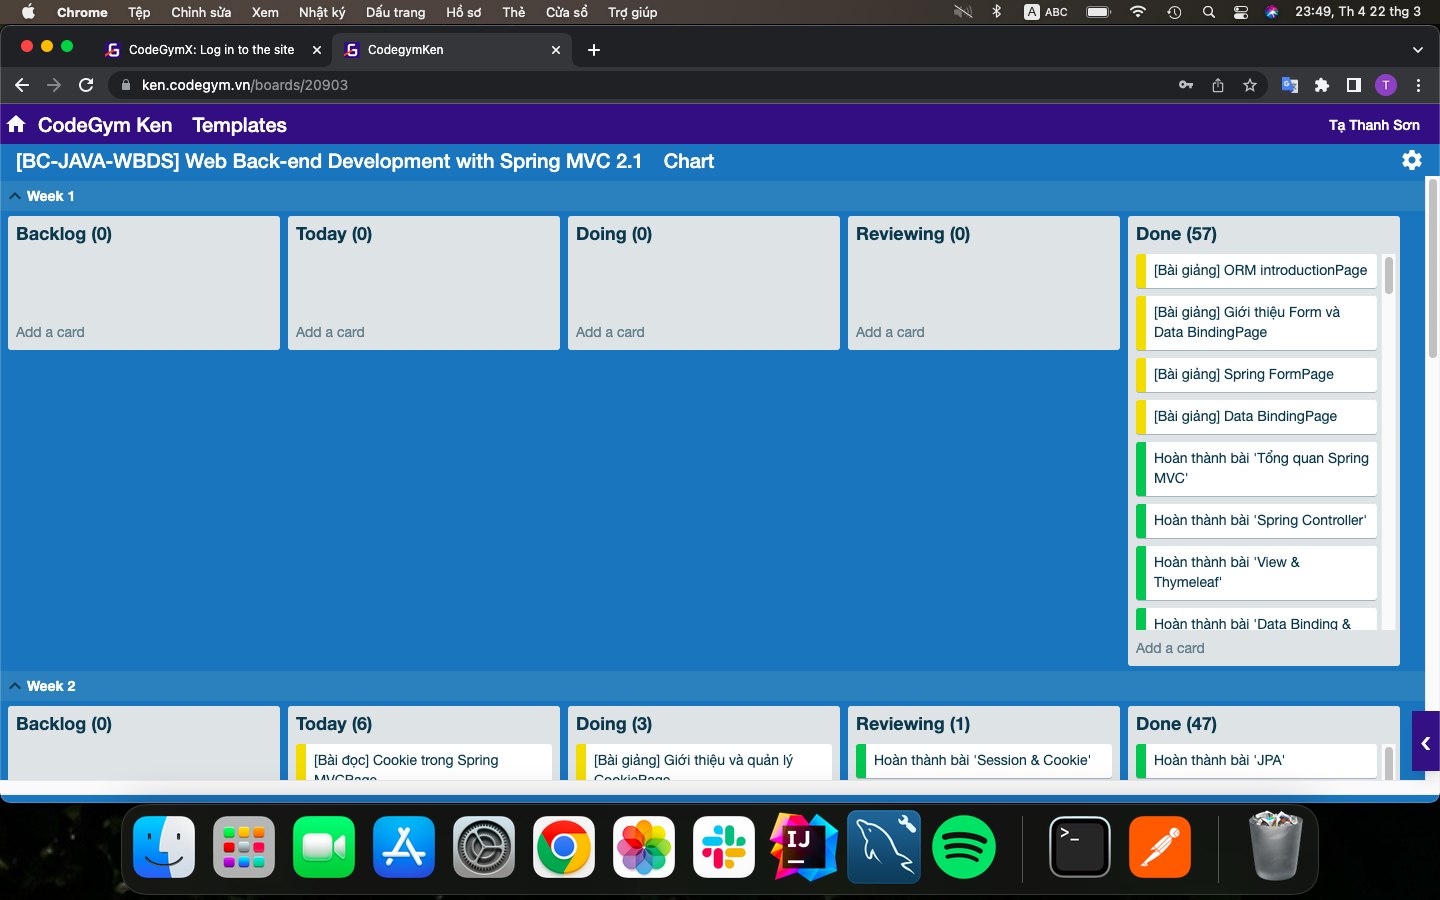 Chrome Tệp Chỉnh sửa Xem Nhật ký Dấu trang Hồ sơ Thẻ Cửa sổ Trợ giúp A ABC 23:49, Th 4 22 thg 3
CodeGymX: Log in to the site CodegymKen
ken.codegym.vn/boards/20903 T
CodeGym Ken Templates Tạ Thanh Sơn
[BC-JAVA-WBDS] Web Back-end Development with Spring MVC 2.1 Chart
Week 1
Backlog (0) Today (0) Doing (0) Reviewing (0) Done (57)
[Bài giảng] ORM introductionPage
[Bài giảng] Giới thiệu Form và
Data BindingPage
Add a card Add a card Add a card Add a card
[Bài giảng] Spring FormPage
[Bài giảng] Data BindingPage
Hoàn thành bài 'Tổng quan Spring
MVC'
Hoàn thành bài 'Spring Controller'
Hoàn thành bài 'View &
Thymeleaf'
Hoàn thành bài 'Data Binding &
Add a card
Week 2
Backlog (0) Today (6) Doing (3) Reviewing (1) Done (47)
[Bài đọc] Cookie trong Spring
MVCPage
[Bài giảng] Giới thiệu và quản lý
CookiePage
Hoàn thành bài 'Session & Cookie'
Hoàn thành bài 'JPA'
IJ